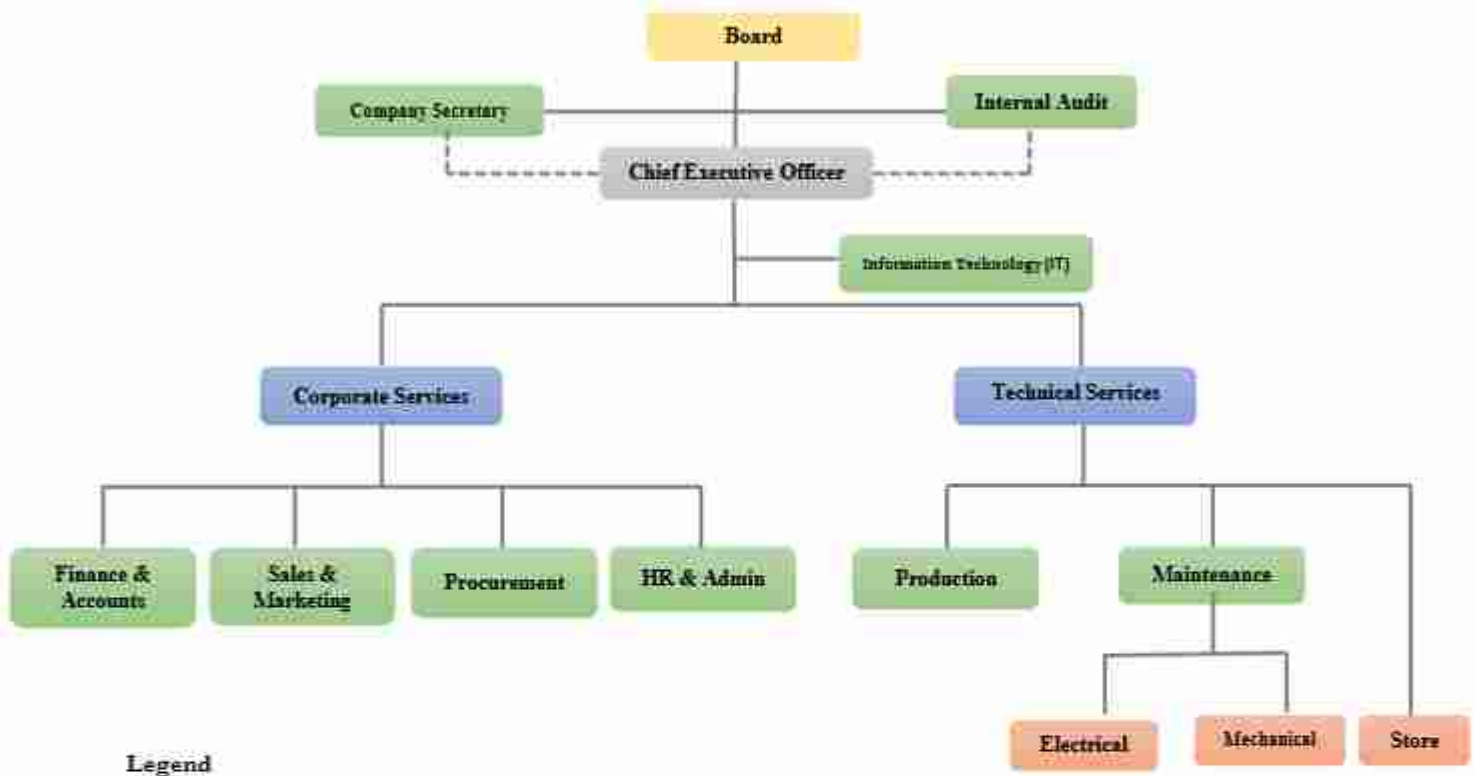 Board
Company Secretary
Internal Audit
Chief Executive Officer
Information Technology (IT)
Corporate Services
Technical Services
Finance &
Accounts
Sales &
Marketing
Procurement
HR & Admin
Production
Maintenance
Electrical
Mechanical
Store
Legend